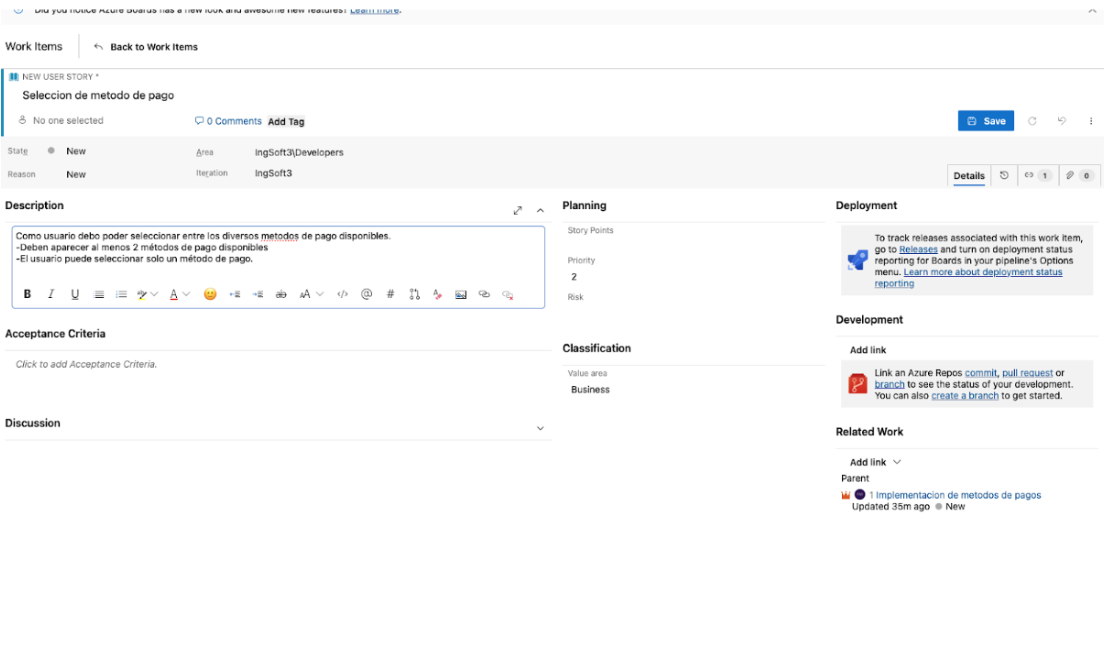 Did you notice Azure Boards has a new look and awesome new features? Learn more.
Work Items
Back to Work Items
NEW USER STORY *
Seleccion de metodo de pago
No one selected
0 Comments
Add Tag
Save
State
New
Area
IngSoft3\Developers
Reason
New
Iteration
IngSoft3
Details
1
0
Description
Como usuario debo poder seleccionar entre los diversos metodos de pago disponibles.
-Deben aparecer al menos 2 métodos de pago disponibles
-El usuario puede seleccionar solo un método de pago.
Acceptance Criteria
Click to add Acceptance Criteria.
Discussion
Planning
Story Points
Priority
2
Risk
Classification
Value area
Business
Deployment
To track releases associated with this work item,
go to Releases and turn on deployment status
reporting for Boards in your pipeline's Options
menu. Learn more about deployment status
reporting
Development
Add link
Link an Azure Repos commit, pull request or
branch to see the status of your development.
You can also create a branch to get started.
Related Work
Add link
Parent
1 Implementacion de metodos de pagos
Updated 35m ago
New